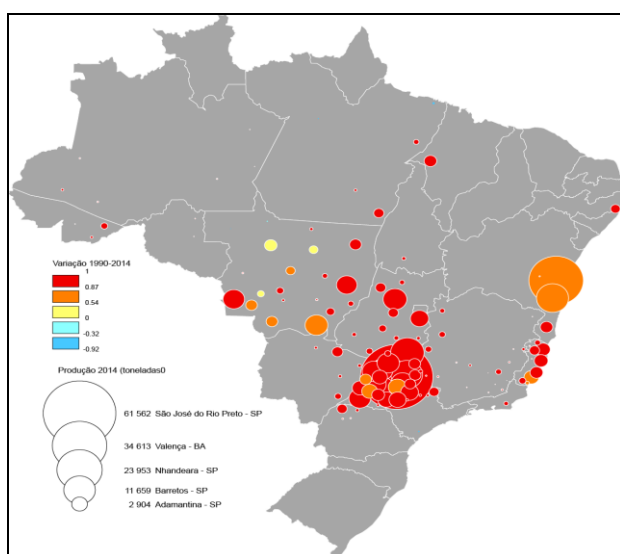 Variação 1990-2014
1
0.87
0.54
0
-0.32
-0.92
Produção 2014 (toneladas0
61 562 São José do Rio Preto - SP
34 613 Valença - BA
23 953 Nhandeara - SP
11 659 Barretos - SP
2 904 Adamantina - SP